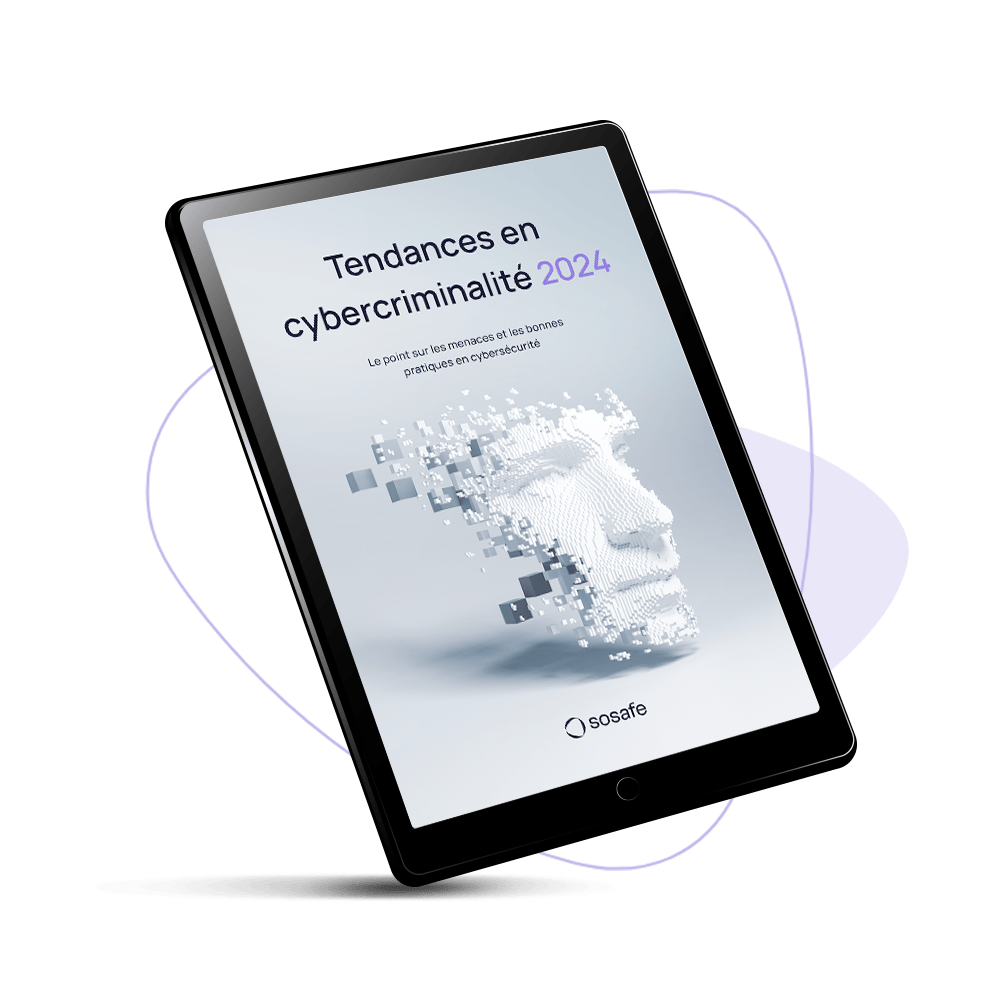 Tendances en
cybercriminalité 2024
Le point sur les menaces et les bonnes
pratiques en cybersécurité
sosafe